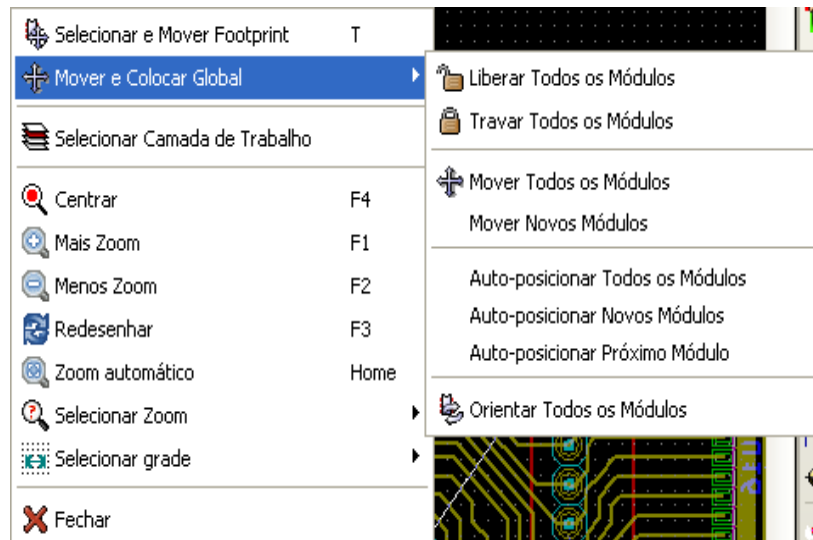 Selecionar e Mover Footprint T
Mover e Colocar Global
Selecionar Camada de Trabalho
Centrar F4
Mais Zoom F1
Menos Zoom F2
Redesenhar F3
Zoom automático Home
Selecionar Zoom
Selecionar grade
Fechar
Liberar Todos os Módulos
Travar Todos os Módulos
Mover Todos os Módulos
Mover Novos Módulos
Auto-posicionar Todos os Módulos
Auto-posicionar Novos Módulos
Auto-posicionar Próximo Módulo
Orientar Todos os Módulos